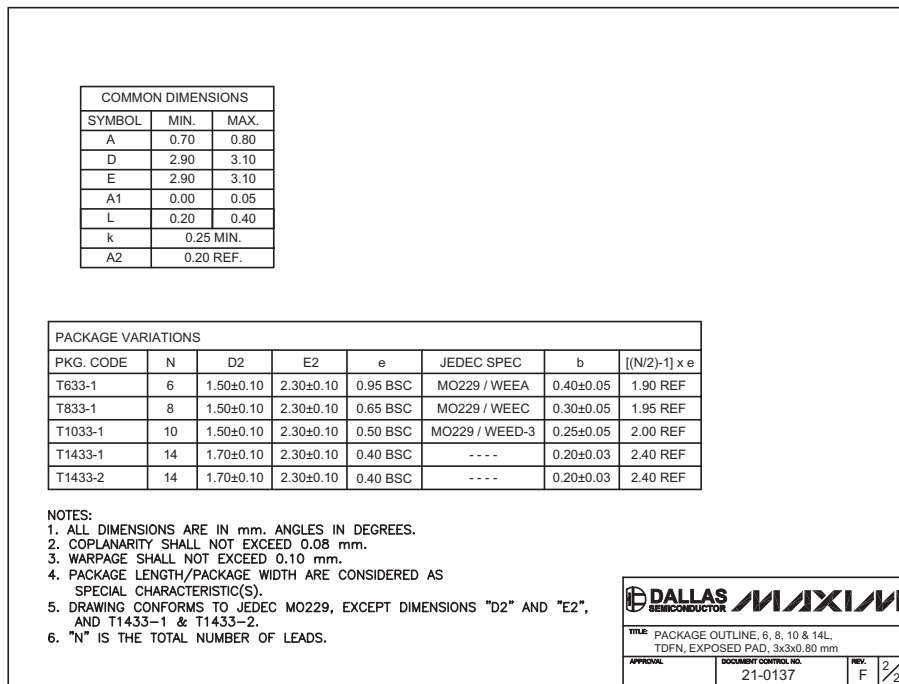 COMMON DIMENSIONS
SYMBOL MIN. MAX.
A 0.70 0.80
D 2.90 3.10
E 2.90 3.10
A1 0.00 0.05
L 0.20 0.40
k 0.25 MIN.
A2 0.20 REF.
PACKAGE VARIATIONS
PKG. CODE N D2 E2 e JEDEC SPEC b [(N/2)-1] x e
T633-1 6 1.50±0.10 2.30±0.10 0.95 BSC MO229 / WEEA 0.40±0.05 1.90 REF
T833-1 8 1.50±0.10 2.30±0.10 0.65 BSC MO229 / WEEC 0.30±0.05 1.95 REF
T1033-1 10 1.50±0.10 2.30±0.10 0.50 BSC MO229 / WEED-3 0.25±0.05 2.00 REF
T1433-1 14 1.70±0.10 2.30±0.10 0.40 BSC - - - - 0.20±0.03 2.40 REF
T1433-2 14 1.70±0.10 2.30±0.10 0.40 BSC - - - - 0.20±0.03 2.40 REF
NOTES:
1. ALL DIMENSIONS ARE IN mm. ANGLES IN DEGREES.
2. COPLANARITY SHALL NOT EXCEED 0.08 mm.
3. WARPAGE SHALL NOT EXCEED 0.10 mm.
4. PACKAGE LENGTH/PACKAGE WIDTH ARE CONSIDERED AS
SPECIAL CHARACTERISTIC(S).
5. DRAWING CONFORMS TO JEDEC MO229, EXCEPT DIMENSIONS "D2" AND "E2",
AND T1433-1 & T1433-2.
6. "N" IS THE TOTAL NUMBER OF LEADS.
DALLAS
SEMICONDUCTOR
TITLE: PACKAGE OUTLINE, 6, 8, 10 & 14L,
TDFN, EXPOSED PAD, 3x3x0.80 mm
APPROVAL DOCUMENT CONTROL NO. REV.
21-0137 F 2/2